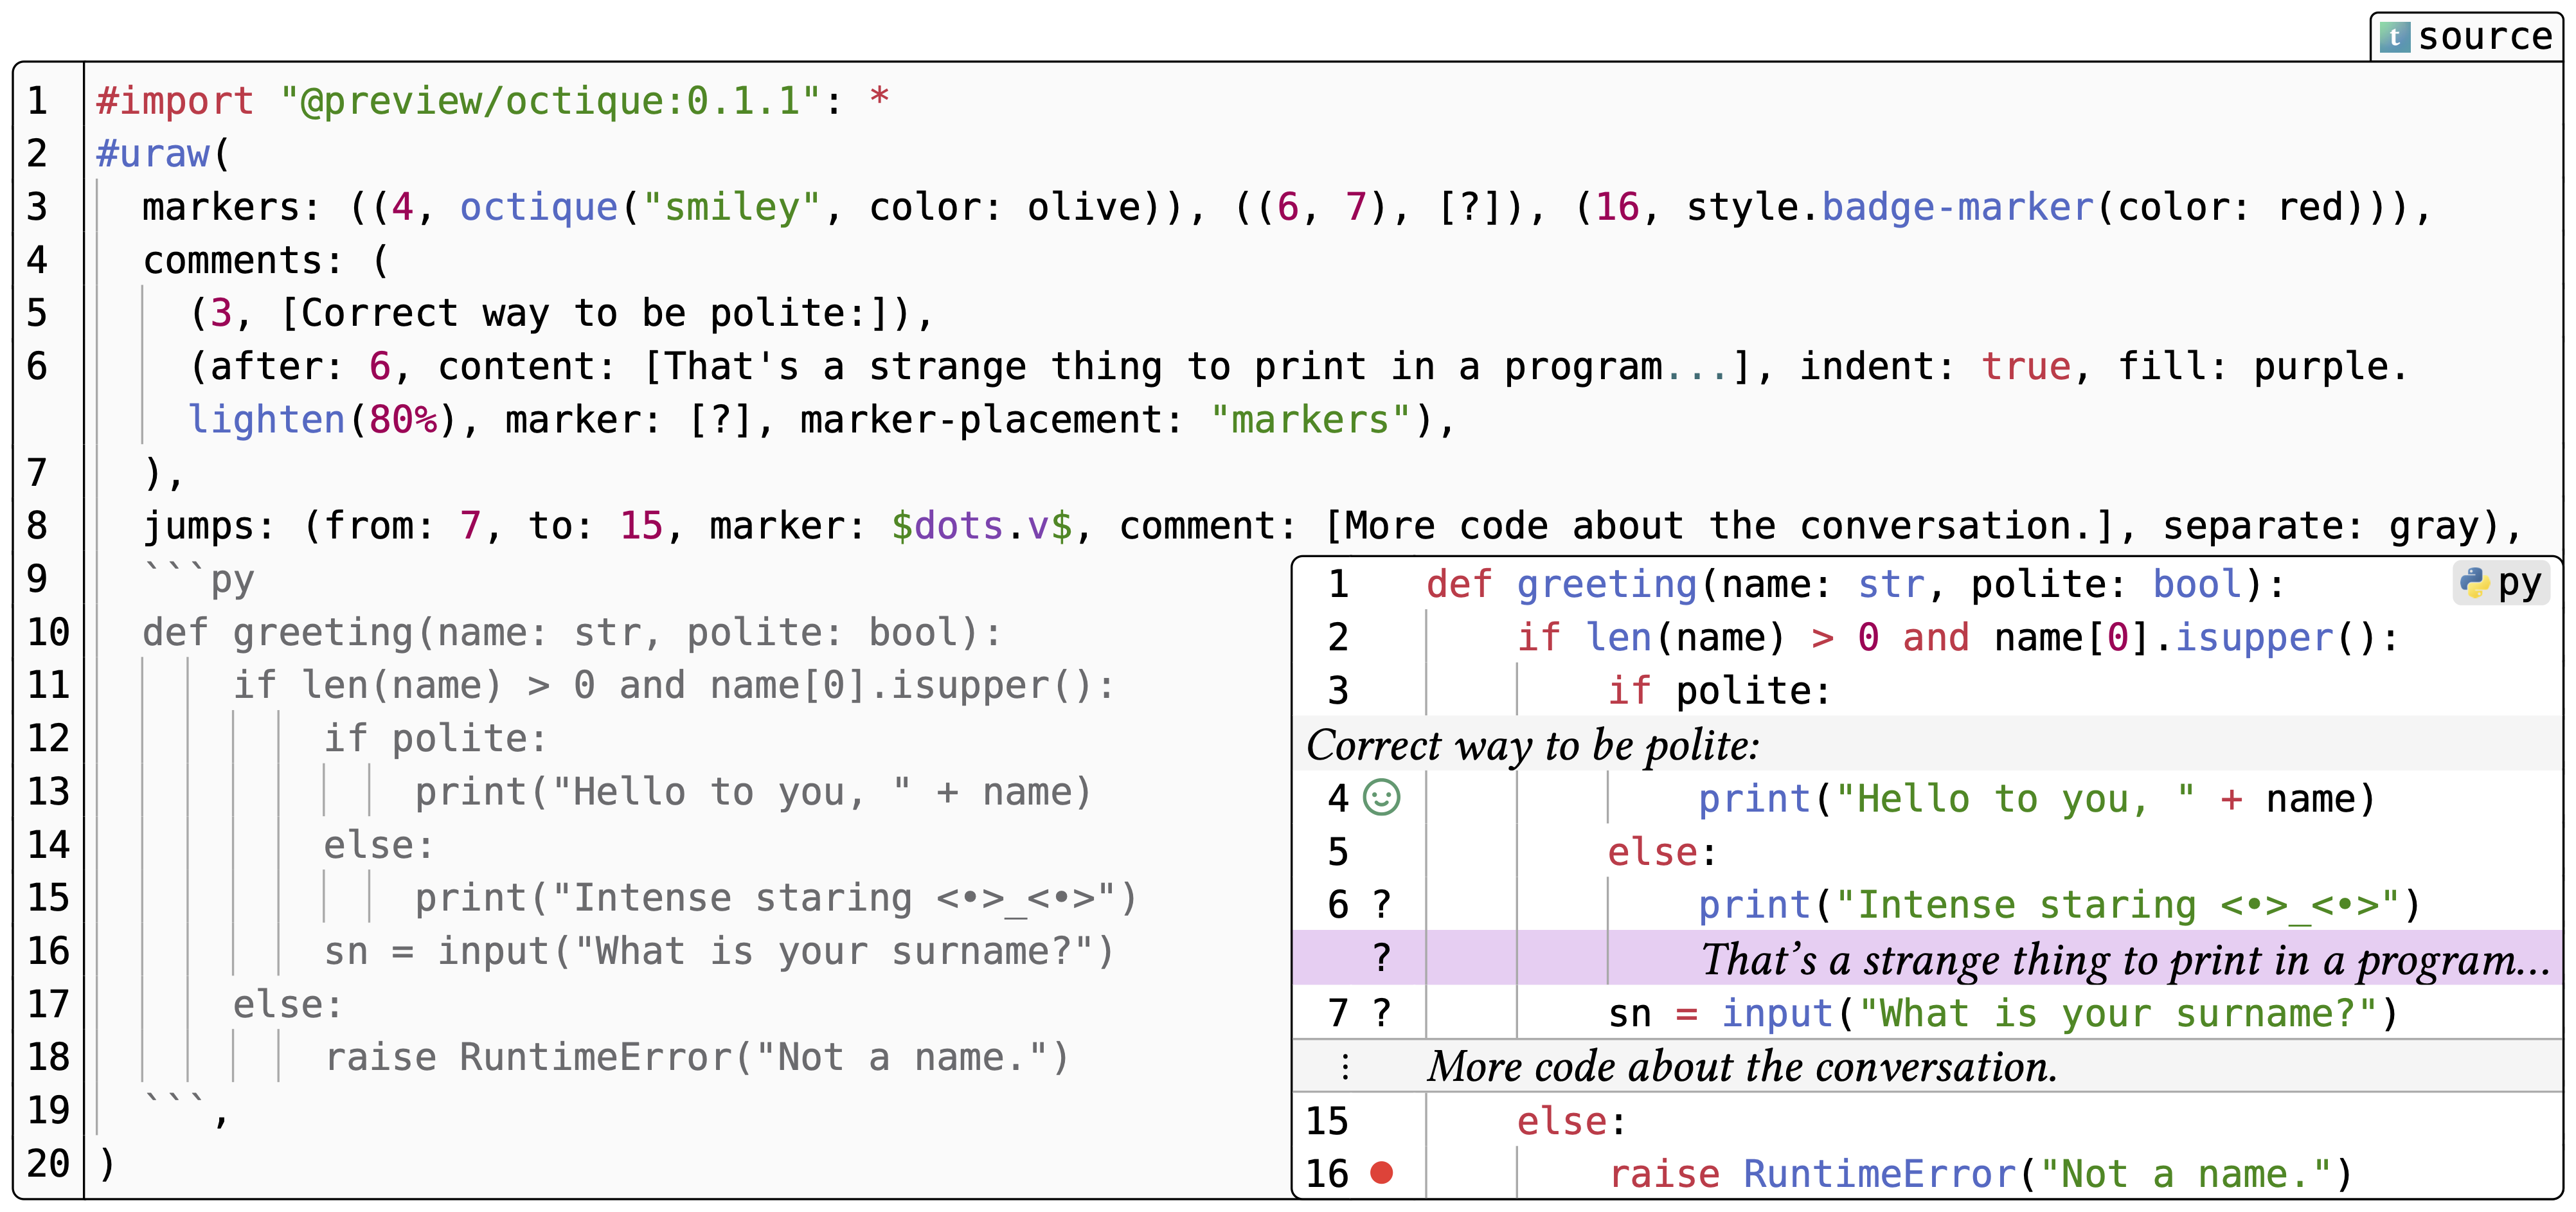 source
1 #import "@preview/octique:0.1.1": *
2 #uraw(
3   markers: ((4, octique("smiley", color: olive)), ((6, 7), [?]), (16, style.badge-marker(color: red))),
4   comments: (
5     (3, [Correct way to be polite:]),
6     (after: 6, content: [That's a strange thing to print in a program...], indent: true, fill: purple.
    lighten(80%), marker: [?], marker-placement: "markers"),
7   ),
8   jumps: (from: 7, to: 15, marker: $dots.v$, comment: [More code about the conversation.], separate: gray),
9   ```py
10   def greeting(name: str, polite: bool):
11       if len(name) > 0 and name[0].isupper():
12           if polite:
13               print("Hello to you, " + name)
14           else:
15               print("Intense staring <•>_<•>")
16           sn = input("What is your surname?")
17       else:
18           raise RuntimeError("Not a name.")
19   ```,
20 )
1 def greeting(name: str, polite: bool): py
2     if len(name) > 0 and name[0].isupper():
3         if polite:
Correct way to be polite:
4             print("Hello to you, " + name)
5         else:
6 ?             print("Intense staring <•>_<•>")
?             That’s a strange thing to print in a program...
7 ?         sn = input("What is your surname?")
⋮ More code about the conversation.
15     else:
16         raise RuntimeError("Not a name.")